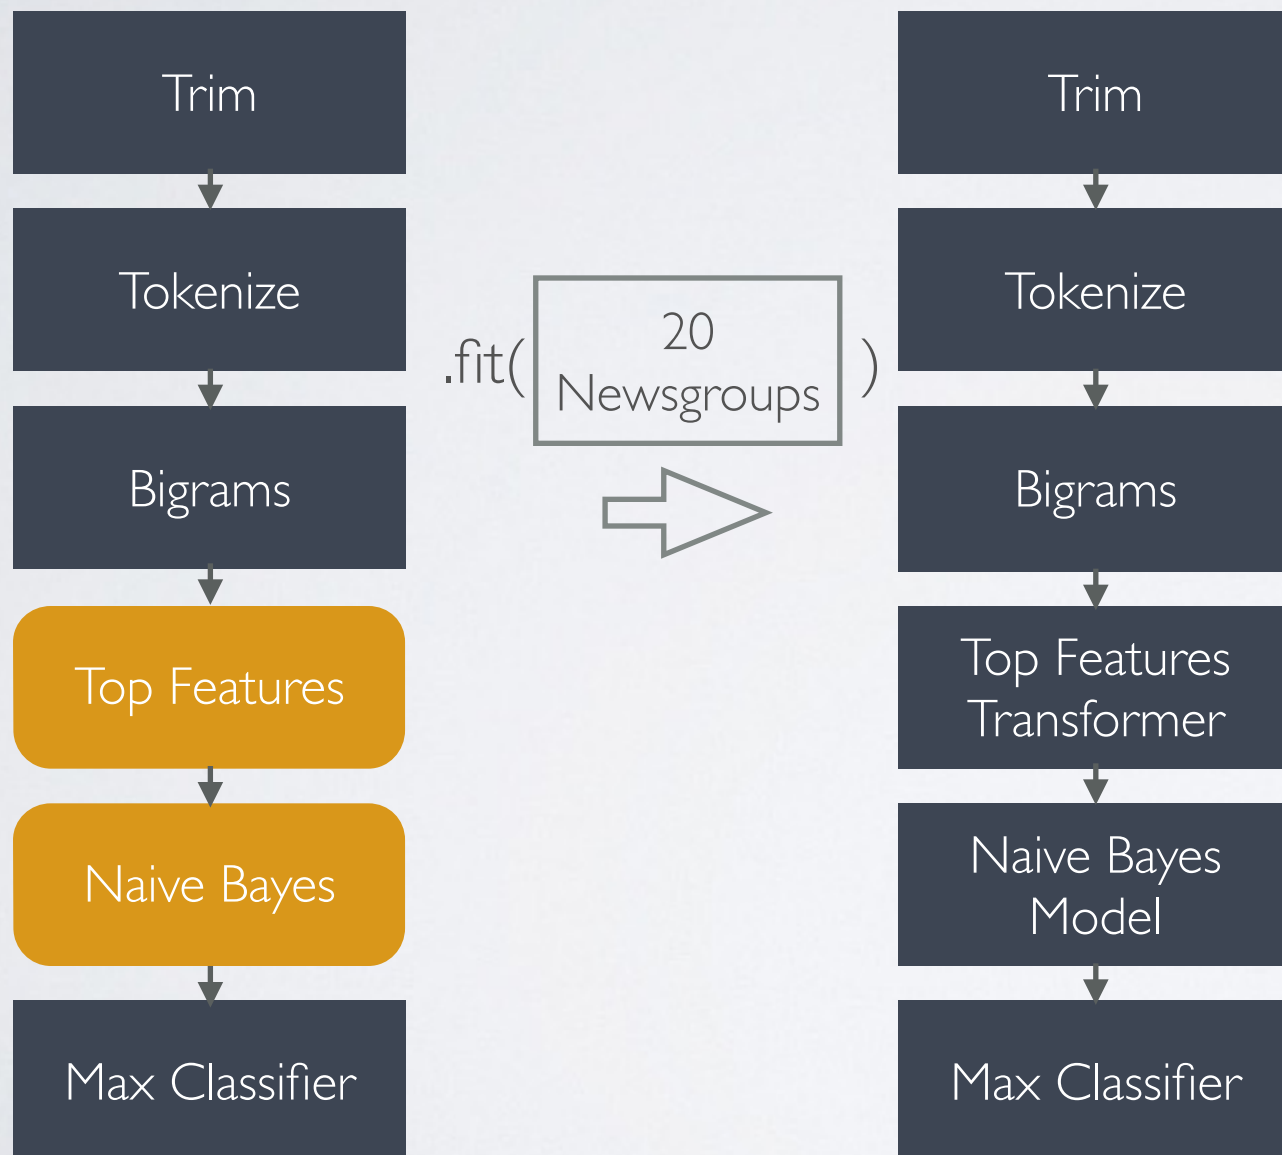 Trim
Tokenize
Bigrams
Top Features
Naive Bayes
Max Classifier
.fit(
20
Newsgroups
)
Trim
Tokenize
Bigrams
Top Features
Transformer
Naive Bayes
Model
Max Classifier